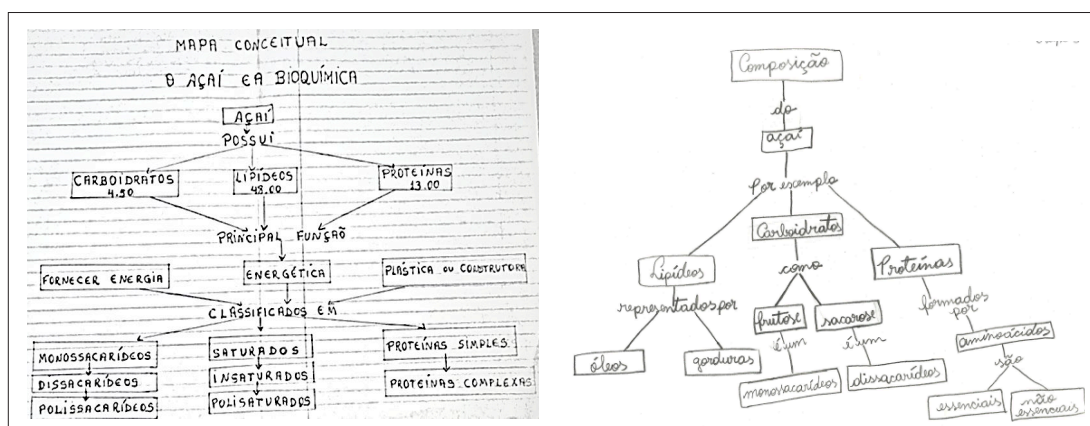 MAPA CONCEITUAL
O AÇAÍ E A BIOQUÍMICA
AÇAÍ
POSSUI
CARBOIDRATOS
4.50
LIPÍDEOS
48.00
PROTEÍNAS
13.00
PRINCIPAL FUNÇÃO
FORNECER ENERGIA
ENERGÉTICA
PLÁSTICA OU CONSTRUTORA
CLASSIFICADOS EM
MONOSSACARÍDEOS
DISSACARÍDEOS
POLISSACARÍDEOS
SATURADOS
INSATURADOS
POLISATURADOS
PROTEÍNAS SIMPLES
PROTEÍNAS COMPLEXAS
Composição
do
açaí
Por exemplo
Lipídeos
Carboidratos
Proteínas
representados por
como
formados
por
óleos
gorduras
frutose
sacarose
é um
é um
monossacarídeos
dissacarídeos
aminoácidos
são
essenciais
não
essenciais